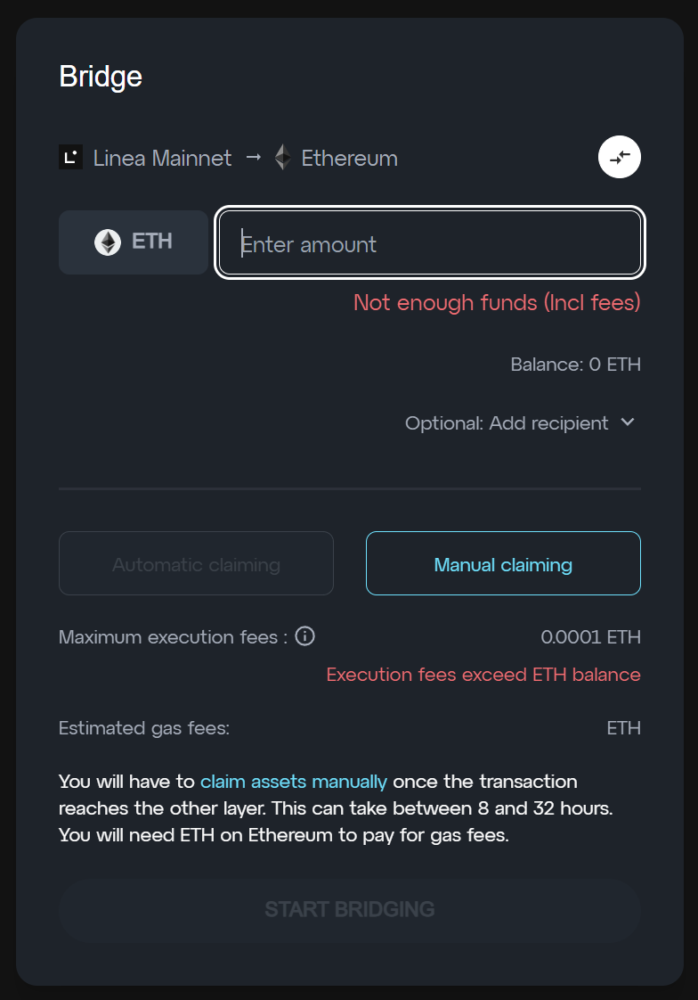 Bridge
Linea Mainnet → Ethereum
ETH Enter amount
Not enough funds (Incl fees)
Balance: 0 ETH
Optional: Add recipient
Automatic claiming Manual claiming
Maximum execution fees : 0.0001 ETH
Execution fees exceed ETH balance
Estimated gas fees: ETH
You will have to claim assets manually once the transaction
reaches the other layer. This can take between 8 and 32 hours.
You will need ETH on Ethereum to pay for gas fees.
START BRIDGING